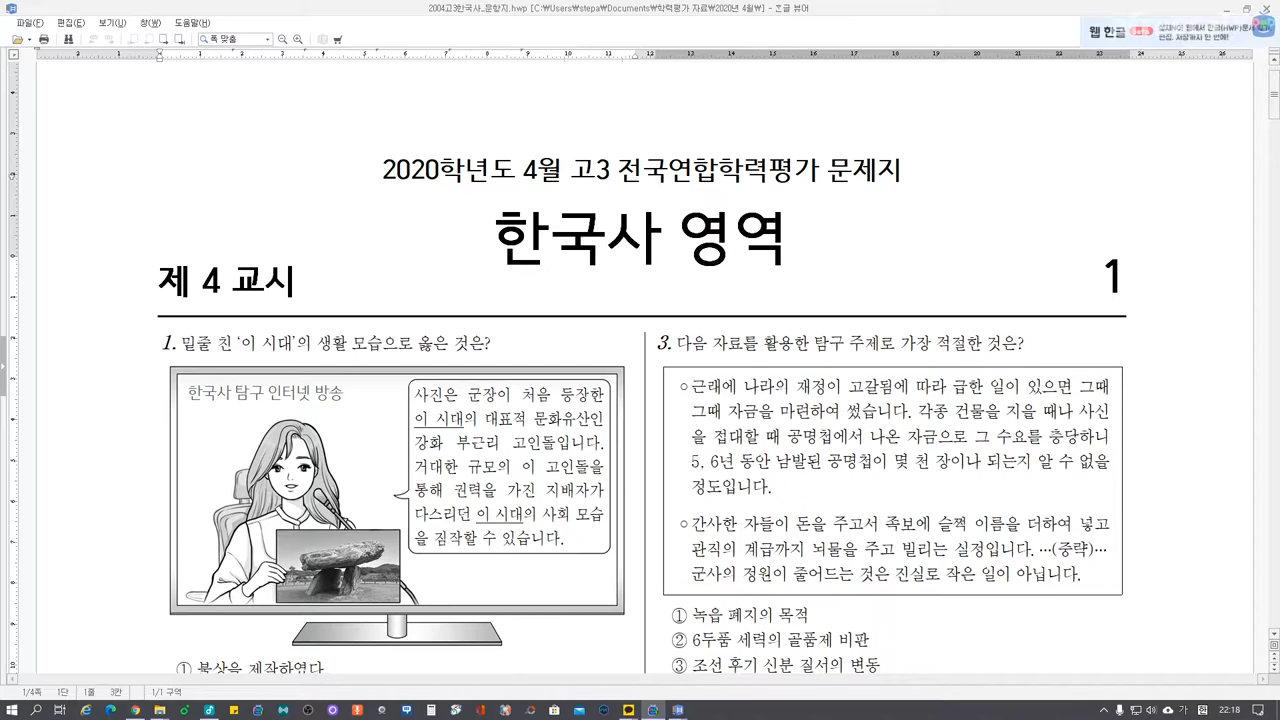 2004고3한국사_문항지.hwp [C:₩Users₩stepa₩Documents₩학력평가 자료₩2020년 4월₩] - 훈글 뷰어
파일(F) 편집(E) 보기(U) 창(W) 도움말(H)
폭 맞춤
웹 한글 Beta
2020학년도 4월 고3 전국연합학력평가 문제지
한국사 영역
제 4 교시
1
1. 밑줄 친 ‘이 시대’의 생활 모습으로 옳은 것은?
한국사 탐구 인터넷 방송
사진은 군장이 처음 등장한
이 시대의 대표적 문화유산인
강화 부근리 고인돌입니다.
거대한 규모의 이 고인돌을
통해 권력을 가진 지배자가
다스리던 이 시대의 사회 모습
을 짐작할 수 있습니다.
① 불상을 제작하였다
3. 다음 자료를 활용한 탐구 주제로 가장 적절한 것은?
○ 근래에 나라의 재정이 고갈됨에 따라 급한 일이 있으면 그때
그때 자금을 마련하여 썼습니다. 각종 건물을 지을 때나 사신
을 접대할 때 공명첩에서 나온 자금으로 그 수요를 충당하니
5, 6년 동안 남발된 공명첩이 몇 천 장이나 되는지 알 수 없을
정도입니다.
○ 간사한 자들이 돈을 주고서 족보에 슬쩍 이름을 더하여 넣고
관직의 계급까지 뇌물을 주고 빌리는 실정입니다. …(중략)…
군사의 정원이 줄어드는 것은 진실로 작은 일이 아닙니다.
① 녹읍 폐지의 목적
② 6두품 세력의 골품제 비판
③ 조선 후기 신분 질서의 변동
1/4쪽 1단 1줄 3칸 1/1 구역
가 22:18